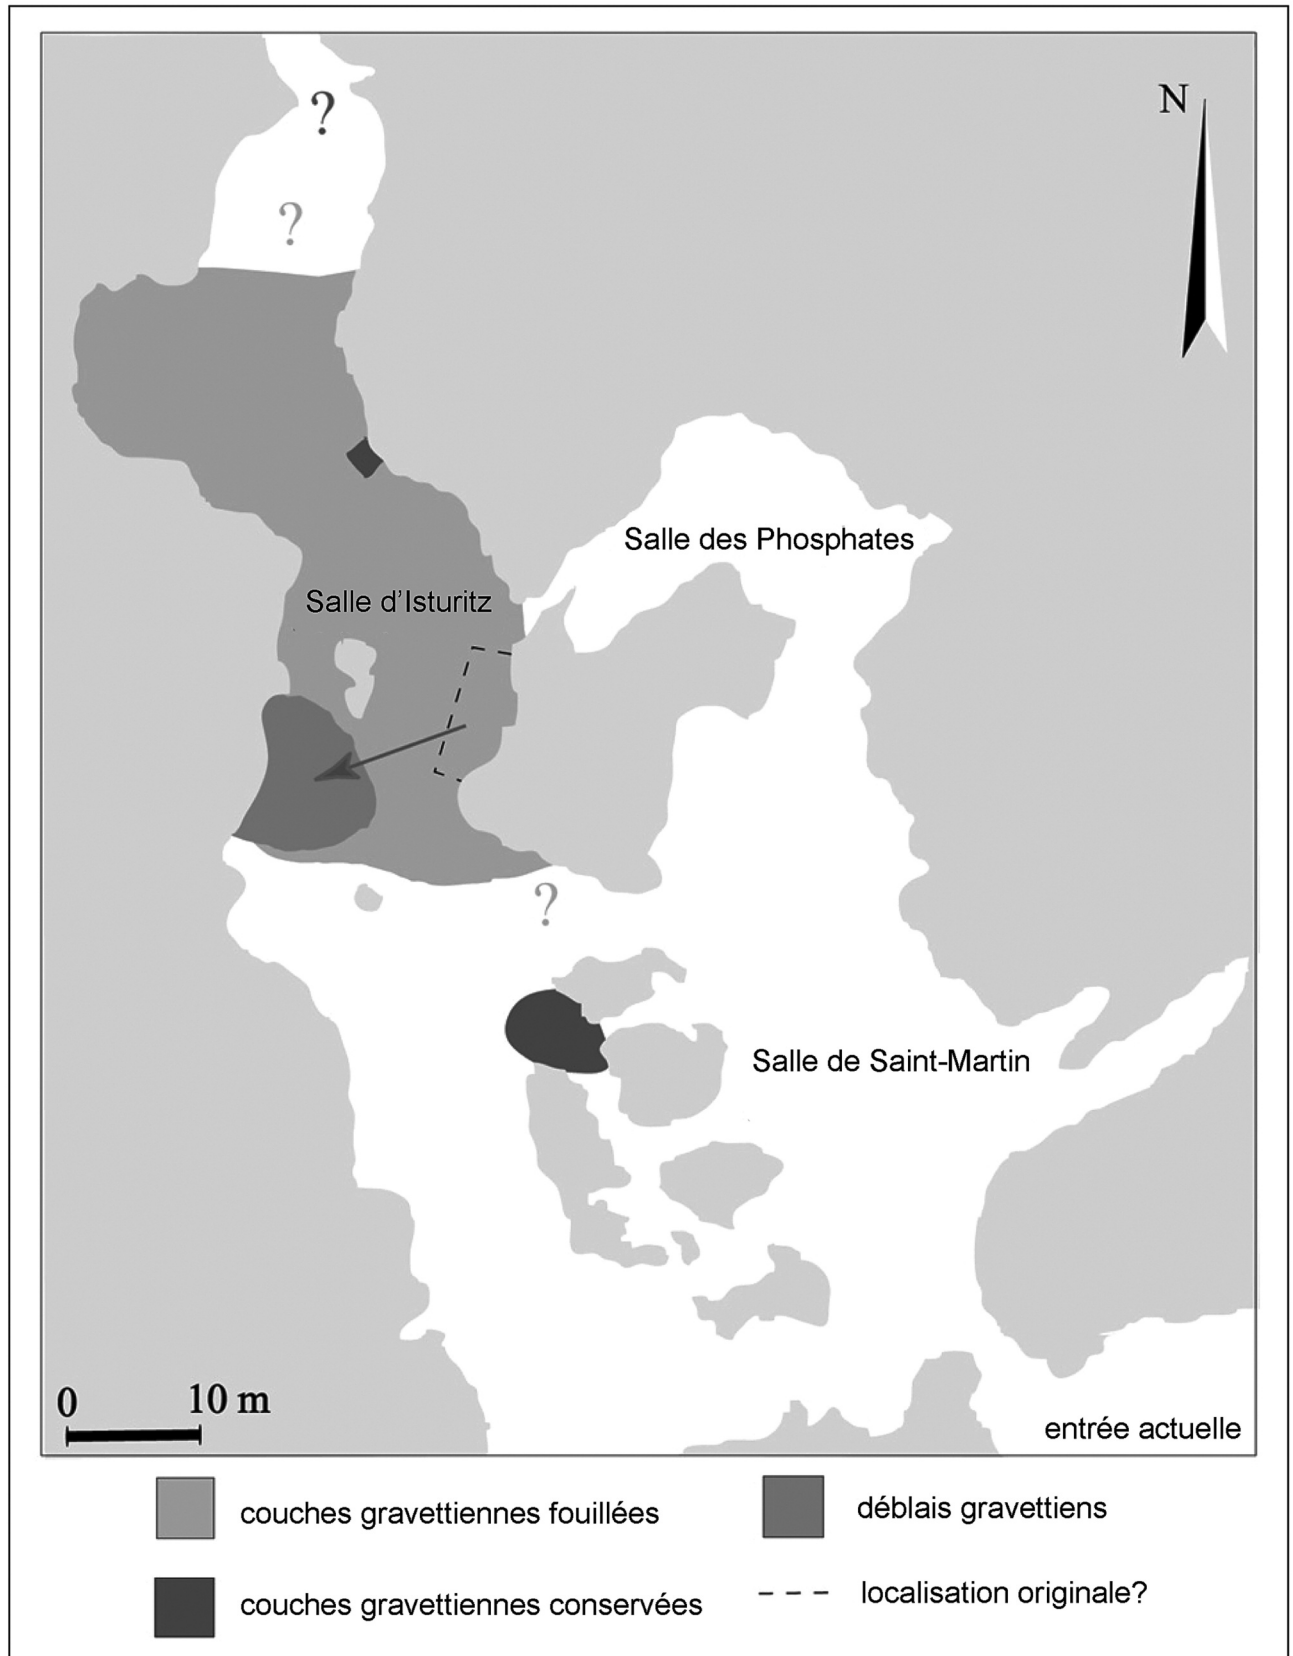 ?
N
?
Salle des Phosphates
Salle d'Isturitz
?
Salle de Saint-Martin
0 10 m
entrée actuelle
couches gravettiennes fouillées
déblais gravettiens
couches gravettiennes conservées
localisation originale?